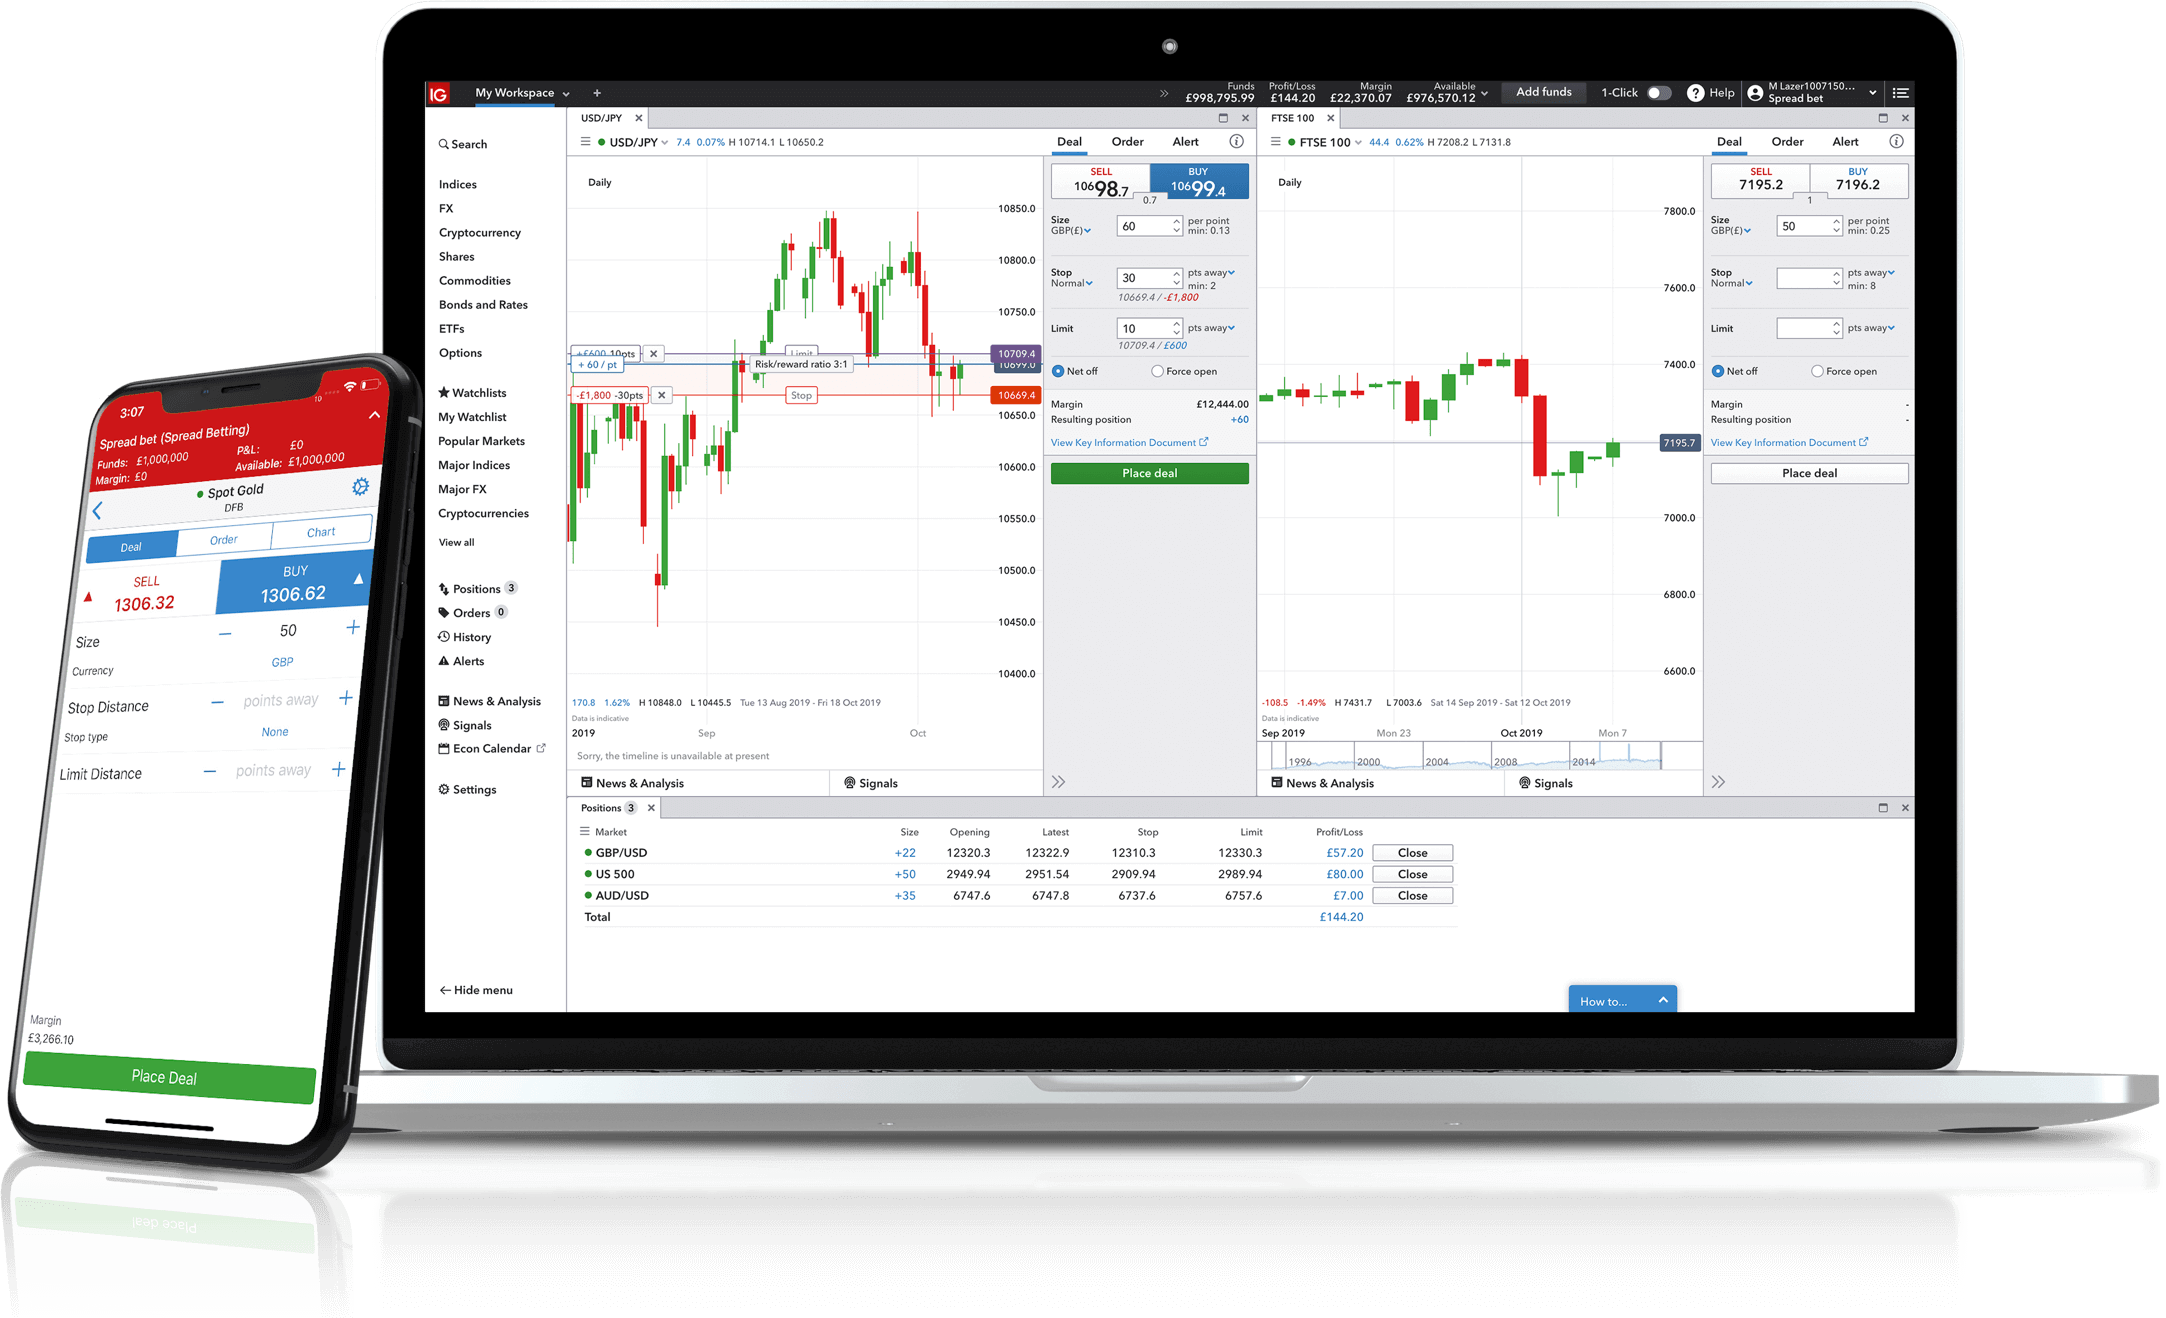 IG
My Workspace
+
Funds
£998,795.99
Profit/Loss
£144.20
Margin
£22,370.07
Available
£976,570.12
Add funds
1-Click
? Help
M Lazer1007150...
Spread bet
Search
Indices
FX
Cryptocurrency
Shares
Commodities
Bonds and Rates
ETFs
Options
Watchlists
My Watchlist
Popular Markets
Major Indices
Major FX
Cryptocurrencies
View all
Positions 3
Orders 0
History
Alerts
News & Analysis
Signals
Econ Calendar
Settings
Hide menu
USD/JPY
USD/JPY 7.4 0.07% H 10714.1 L 10650.2
Daily
10850.0
10800.0
10750.0
10709.4
10699.0
10669.4
10650.0
10600.0
10550.0
10500.0
10450.0
10400.0
+£600 10pts
Limit
+ 60 / pt
Risk/reward ratio 3:1
-£1,800 -30pts
Stop
170.8 1.62% H 10848.0 L 10445.5 Tue 13 Aug 2019 - Fri 18 Oct 2019
Data is indicative
2019 Sep Oct
Sorry, the timeline is unavailable at present
News & Analysis
Signals
Deal Order Alert
SELL
10698.7
BUY
10699.4
0.7
Size
GBP(£)
60
per point
min: 0.13
Stop
Normal
30
pts away
min: 2
10669.4 / -£1,800
Limit
10
pts away
10709.4 / £600
Net off
Force open
Margin £12,444.00
Resulting position +60
View Key Information Document
Place deal
FTSE 100
FTSE 100 44.4 0.62% H 7208.2 L 7131.8
Daily
7800.0
7600.0
7400.0
7195.7
7000.0
6800.0
6600.0
-108.5 -1.49% H 7431.7 L 7003.6 Sat 14 Sep 2019 - Sat 12 Oct 2019
Data is indicative
Sep 2019 Mon 23 Oct 2019 Mon 7
1996 2000 2004 2008 2014
News & Analysis
Signals
Deal Order Alert
SELL
7195.2
BUY
7196.2
1
Size
GBP(£)
50
per point
min: 0.25
Stop
Normal
pts away
min: 8
Limit
pts away
Net off
Force open
Margin -
Resulting position -
View Key Information Document
Place deal
Positions 3
Market Size Opening Latest Stop Limit Profit/Loss
GBP/USD +22 12320.3 12322.9 12310.3 12330.3 £57.20 Close
US 500 +50 2949.94 2951.54 2909.94 2989.94 £80.00 Close
AUD/USD +35 6747.6 6747.8 6737.6 6757.6 £7.00 Close
Total £144.20
How to...
3:07
10
Spread bet (Spread Betting)
Funds: £1,000,000
P&L: £0
Margin: £0
Available: £1,000,000
Spot Gold
DFB
Deal Order Chart
SELL
1306.32
BUY
1306.62
Size − 50 +
Currency GBP
Stop Distance − points away +
Stop type None
Limit Distance − points away +
Margin
£3,266.10
Place Deal